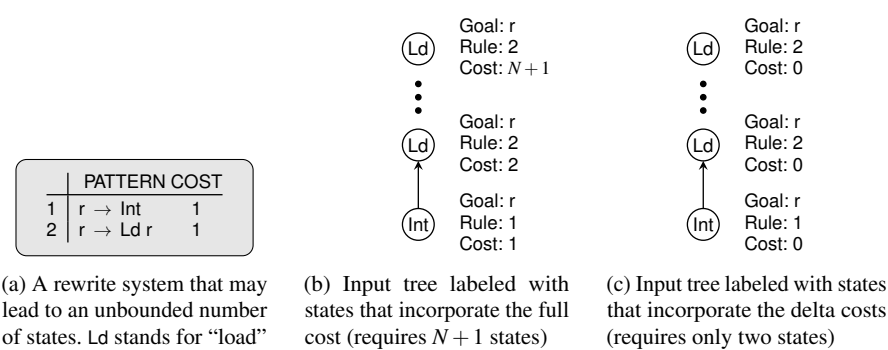 PATTERN COST
1 r → Int 1
2 r → Ld r 1
(a) A rewrite system that may
lead to an unbounded number
of states. Ld stands for “load”
Ld
Goal: r
Rule: 2
Cost: N + 1
Ld
Goal: r
Rule: 2
Cost: 2
Int
Goal: r
Rule: 1
Cost: 1
(b) Input tree labeled with
states that incorporate the full
cost (requires N + 1 states)
Ld
Goal: r
Rule: 2
Cost: 0
Ld
Goal: r
Rule: 2
Cost: 0
Int
Goal: r
Rule: 1
Cost: 0
(c) Input tree labeled with states
that incorporate the delta costs
(requires only two states)